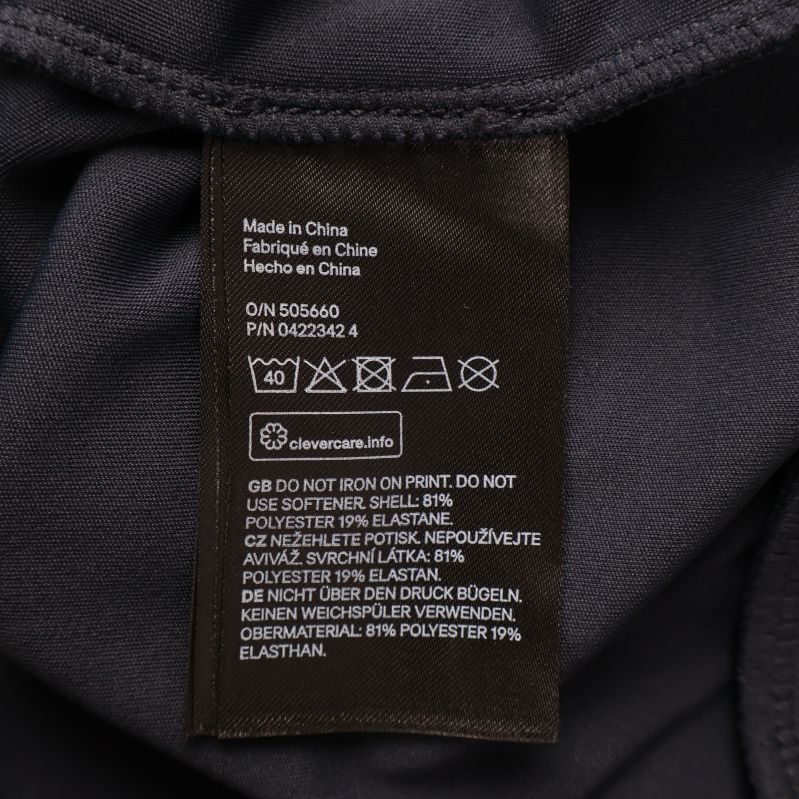 Made in China
Fabriqué en Chine
Hecho en China
O/N 505660
P/N 0422342 4
40
clevercare.info
GB DO NOT IRON ON PRINT. DO NOT
USE SOFTENER. SHELL: 81%
POLYESTER 19% ELASTANE.
CZ NEŽEHLETE POTISK. NEPOUŽÍVEJTE
AVIVÁŽ. SVRCHNÍ LÁTKA: 81%
POLYESTER 19% ELASTAN.
DE NICHT ÜBER DEN DRUCK BÜGELN.
KEINEN WEICHSPÜLER VERWENDEN.
OBERMATERIAL: 81% POLYESTER 19%
ELASTHAN.